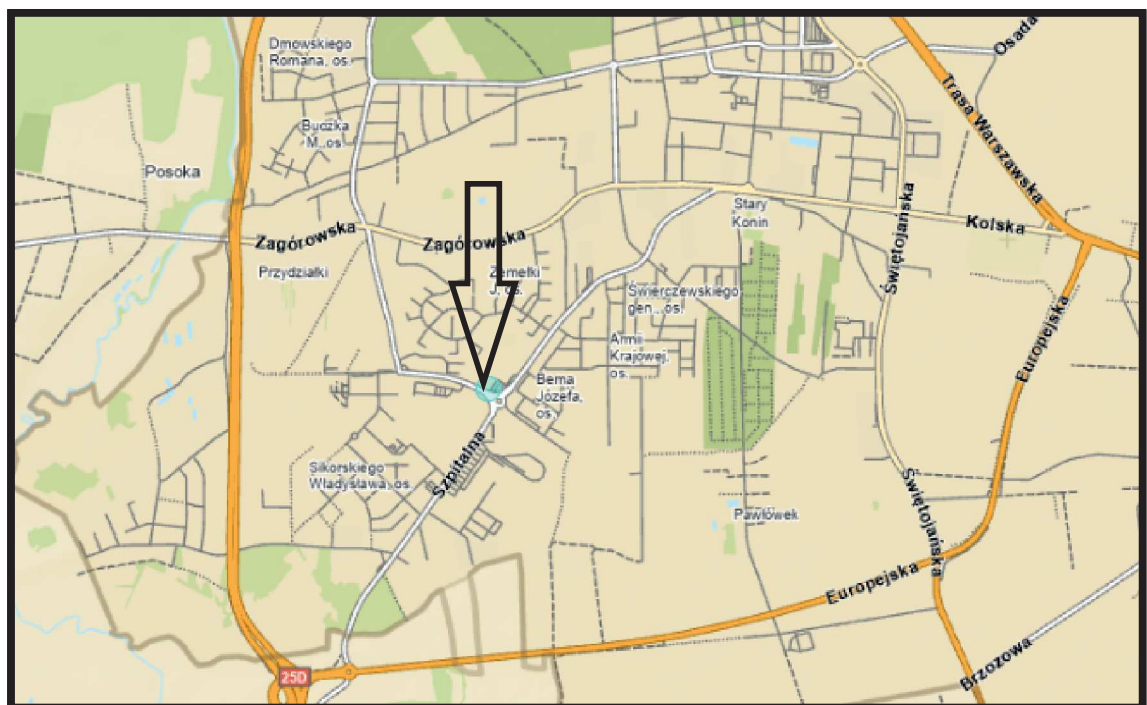 Dmowskiego
Romana, os.
Osada
Trasa Warszawska
Buczka
M., os.
Posoka
Stary
Konin
Kolska
Świętojańska
Zagórowska
Zagórowska
Przydziałki
Zemełki
J, os.
Świerczewskiego
gen., os.
Europejska
Armii
Krajowej,
os.
Bema
Józefa,
os.
Szpitalna
Sikorskiego
Władysława, os.
Świętojańska
Pawłówek
Europejska
Brzozowa
25D